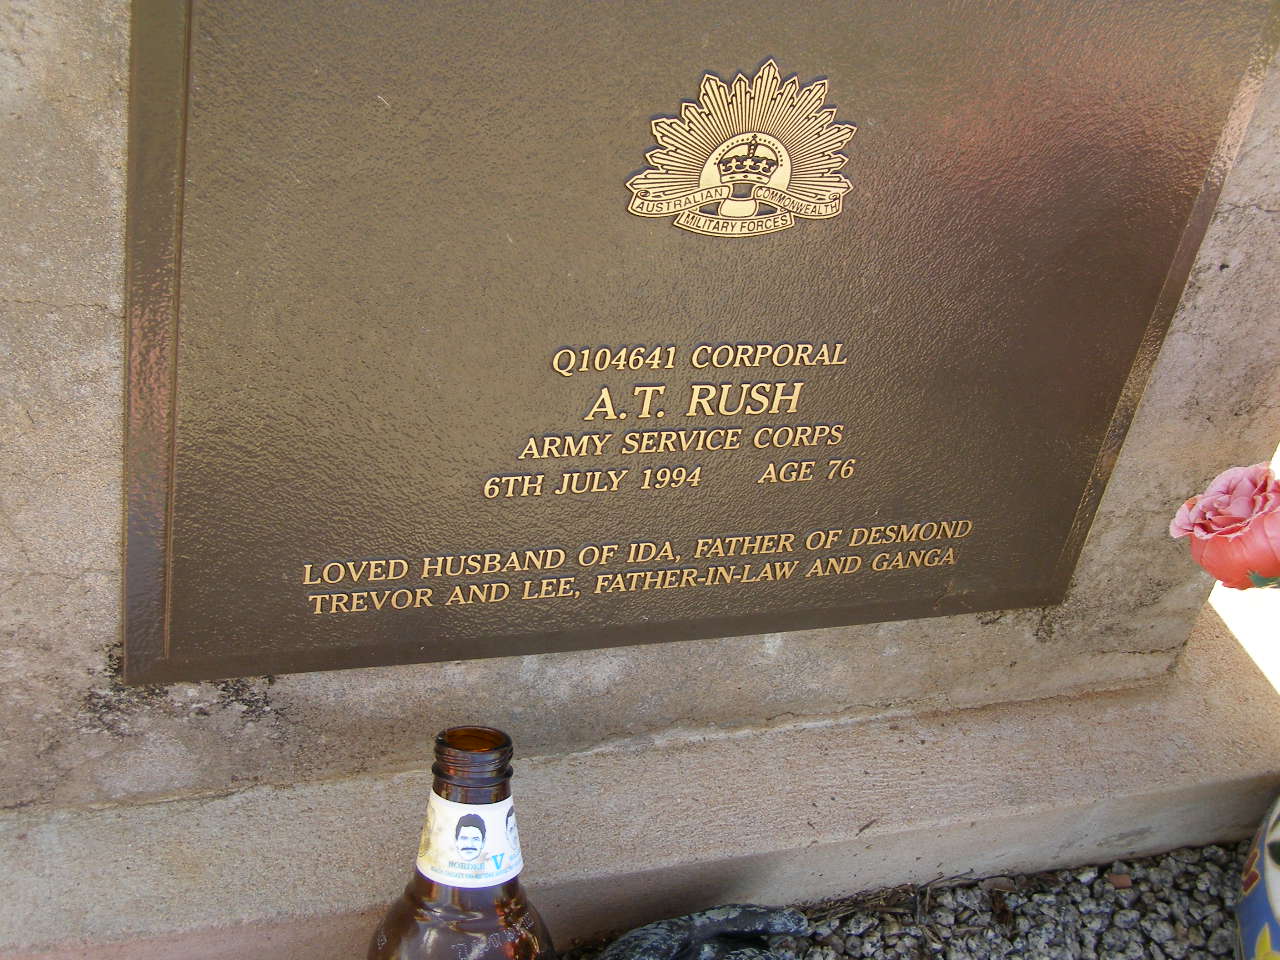 AUSTRALIAN COMMONWEALTH
MILITARY FORCES
Q104641 CORPORAL
A.T. RUSH
ARMY SERVICE CORPS
6TH JULY 1994 AGE 76
LOVED HUSBAND OF IDA, FATHER OF DESMOND
TREVOR AND LEE, FATHER-IN-LAW AND GANGA
BORDER V